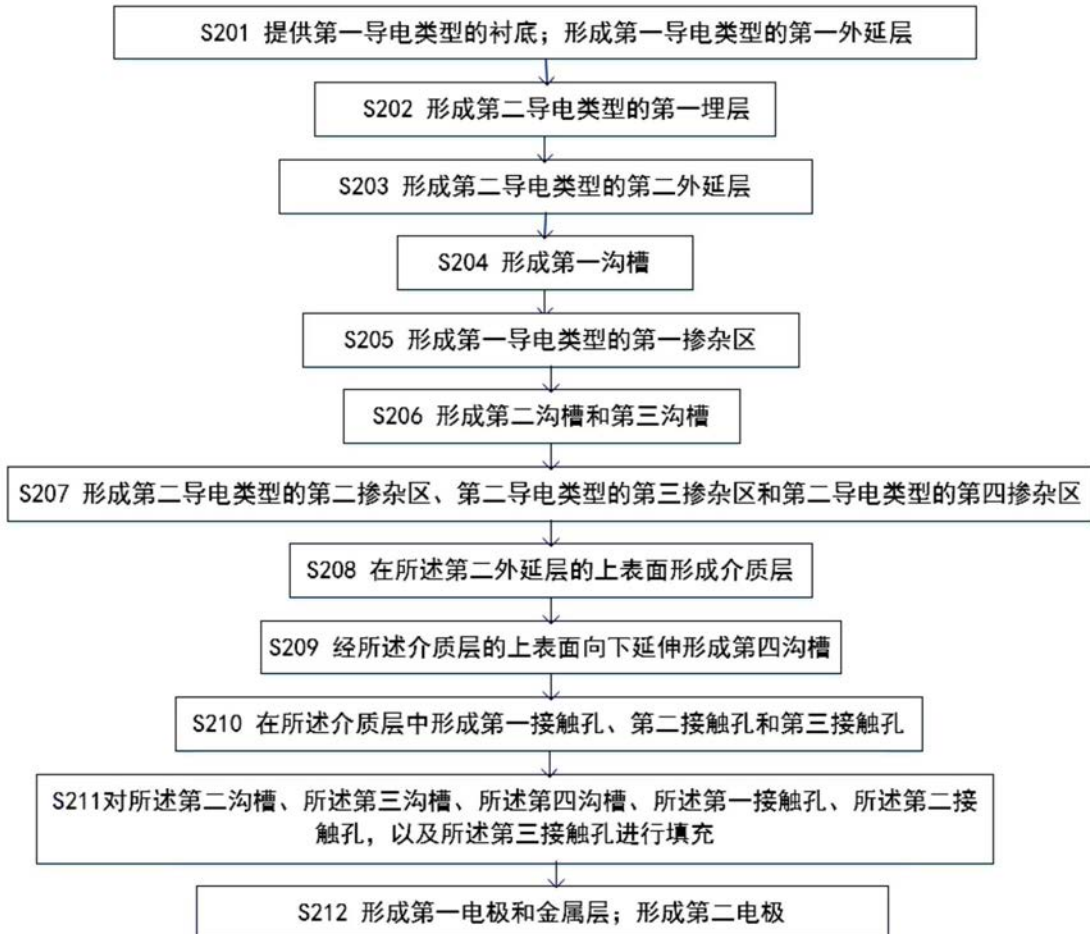 S201 提供第一导电类型的衬底；形成第一导电类型的第一外延层
S202 形成第二导电类型的第一埋层
S203 形成第二导电类型的第二外延层
S204 形成第一沟槽
S205 形成第一导电类型的第一掺杂区
S206 形成第二沟槽和第三沟槽
S207 形成第二导电类型的第二掺杂区、第二导电类型的第三掺杂区和第二导电类型的第四掺杂区
S208 在所述第二外延层的上表面形成介质层
S209 经所述介质层的上表面向下延伸形成第四沟槽
S210 在所述介质层中形成第一接触孔、第二接触孔和第三接触孔
S211对所述第二沟槽、所述第三沟槽、所述第四沟槽、所述第一接触孔、所述第二接
触孔，以及所述第三接触孔进行填充
S212 形成第一电极和金属层；形成第二电极